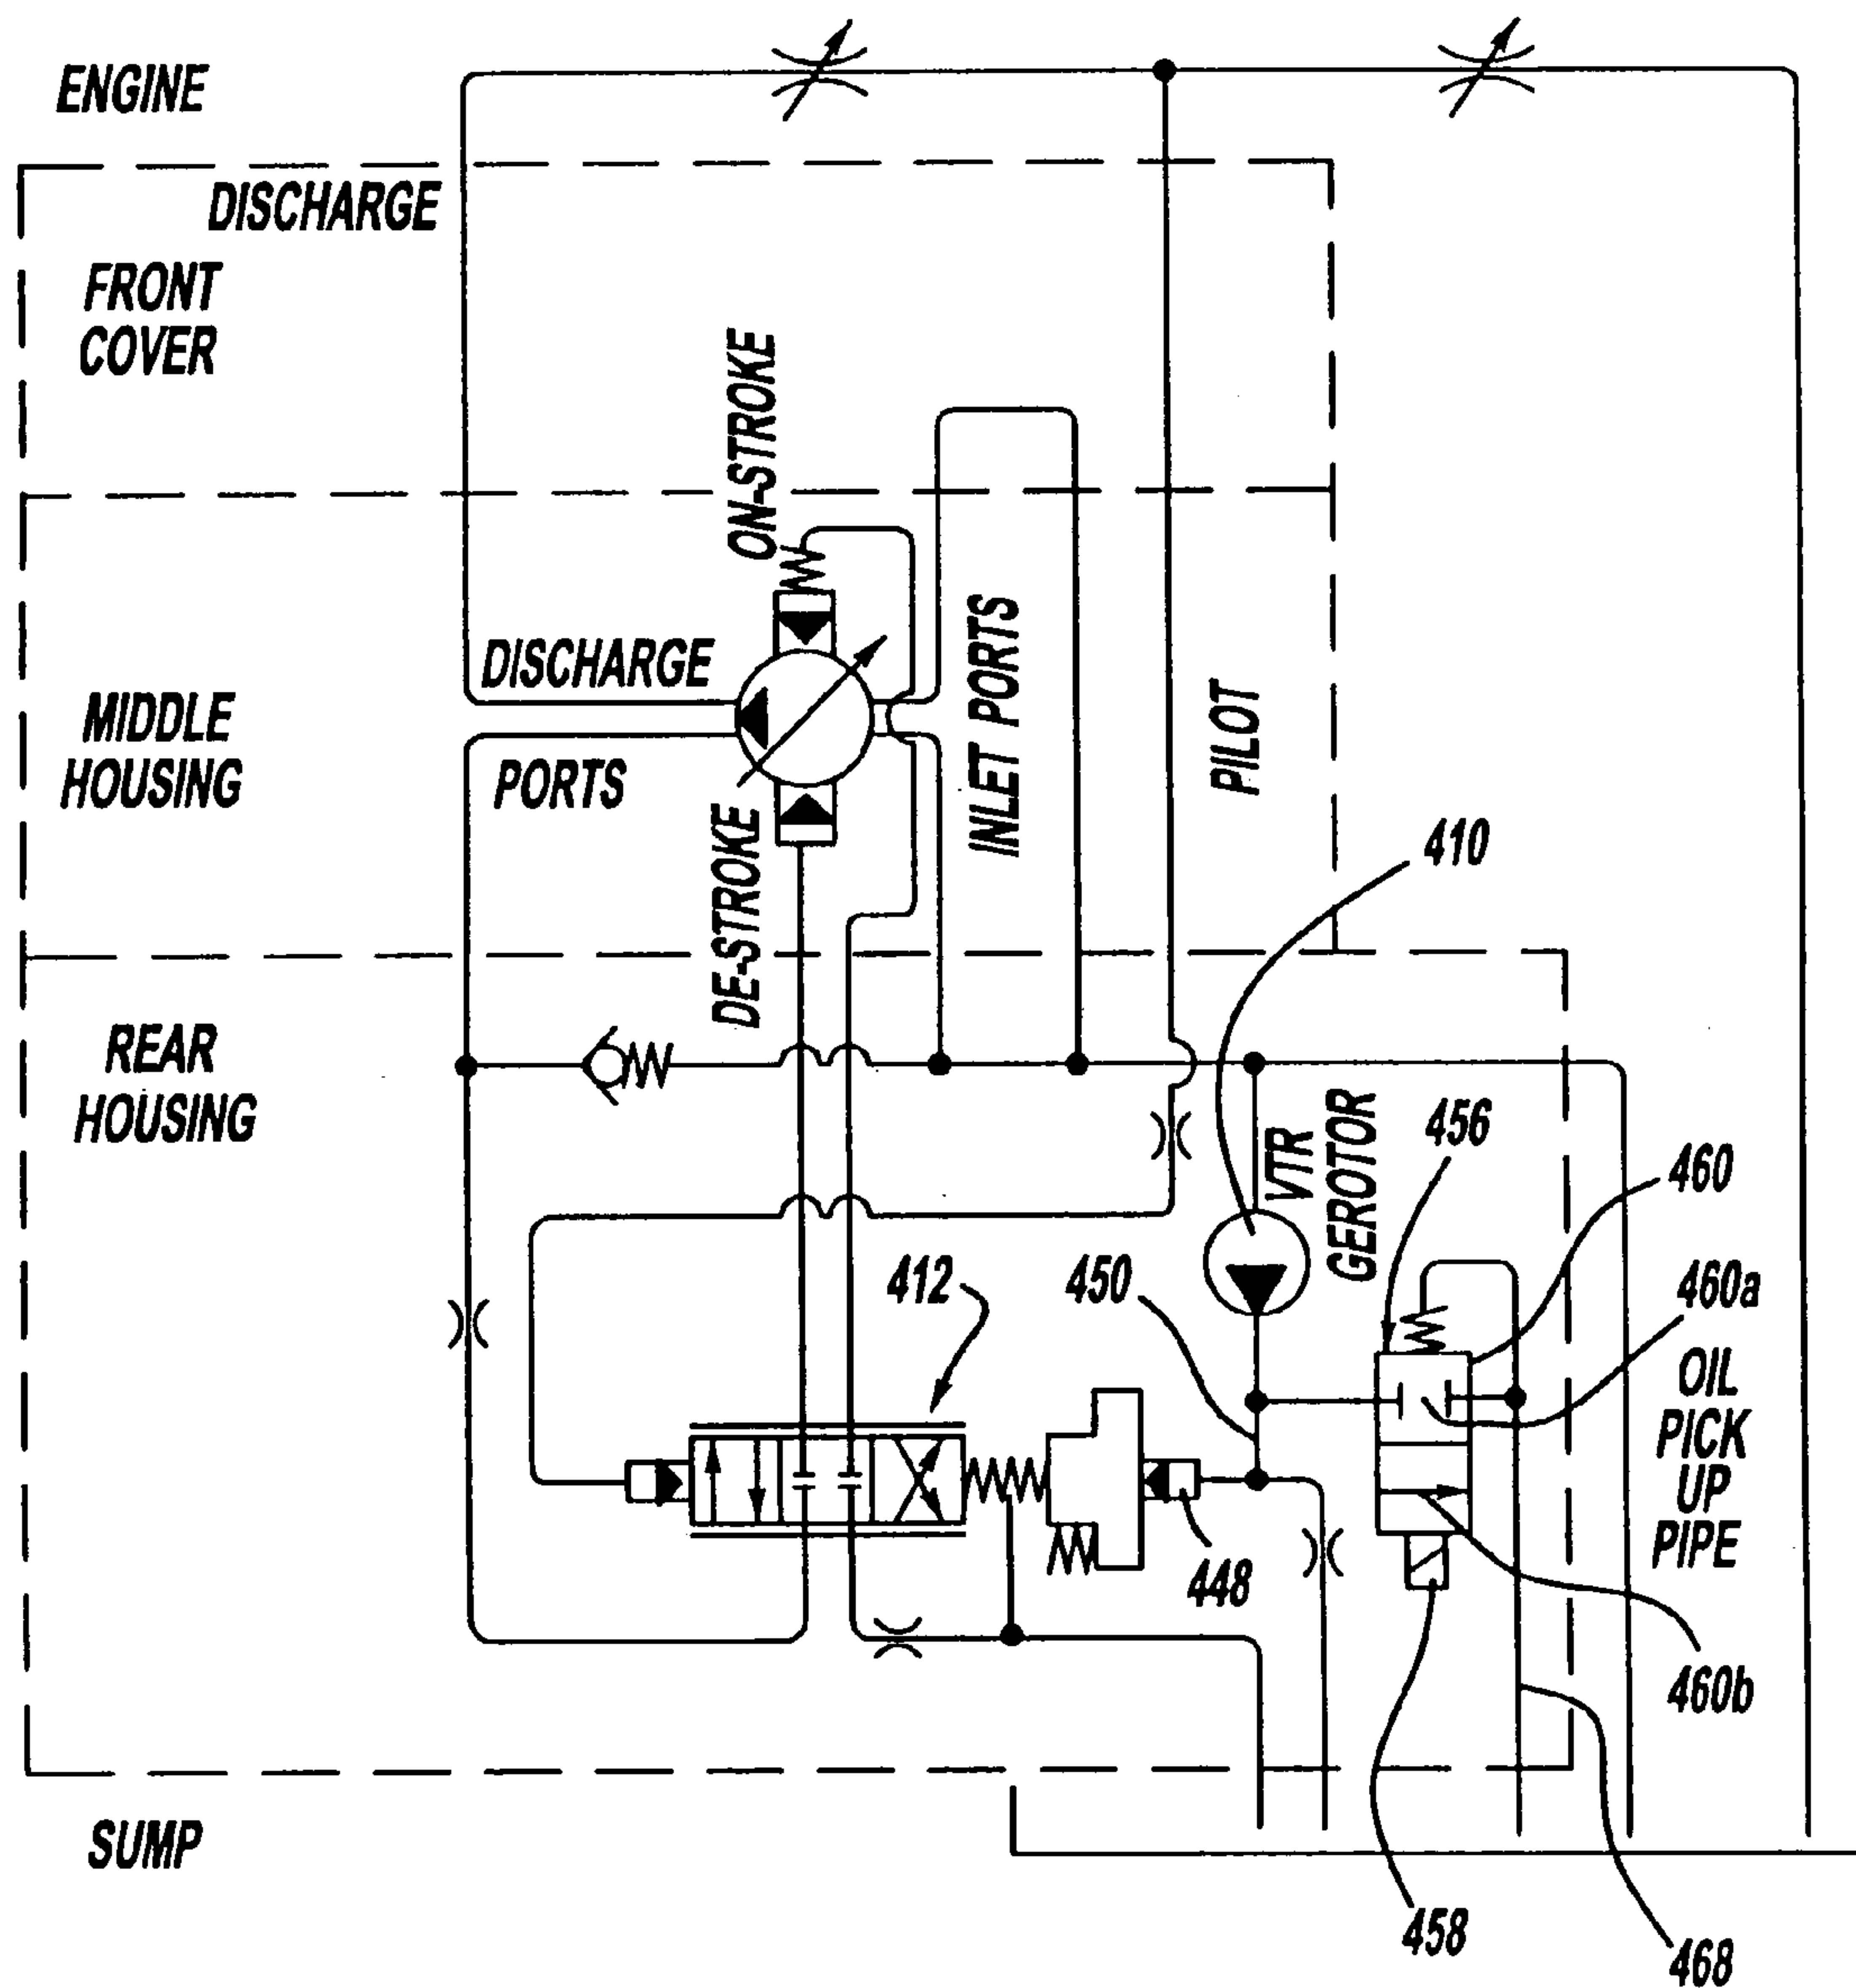 ENGINE
DISCHARGE
FRONT
COVER
ON-STROKE
DISCHARGE
PORTS
INLET PORTS
PILOT
MIDDLE
HOUSING
DE-STROKE
410
REAR
HOUSING
VTR
GEROTOR
456
460
412
450
460a
OIL
PICK
UP
PIPE
448
460b
SUMP
458
468